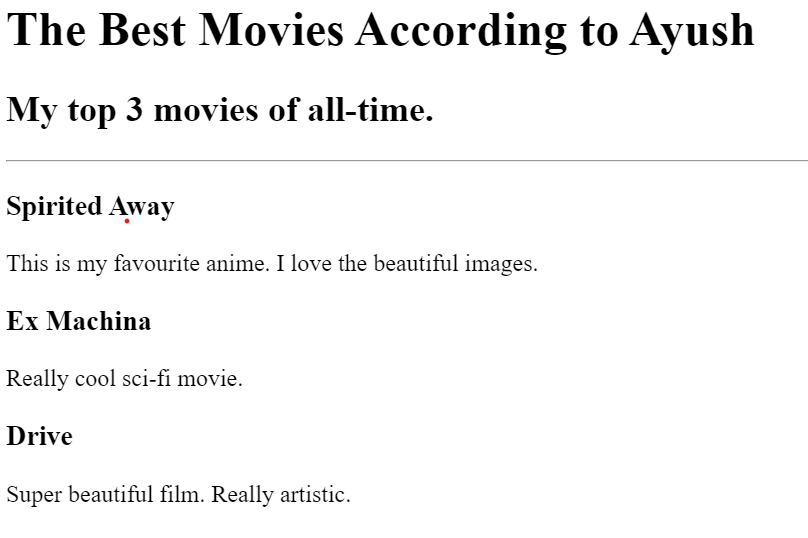 The Best Movies According to Ayush
My top 3 movies of all-time.
Spirited Away
This is my favourite anime. I love the beautiful images.
Ex Machina
Really cool sci-fi movie.
Drive
Super beautiful film. Really artistic.